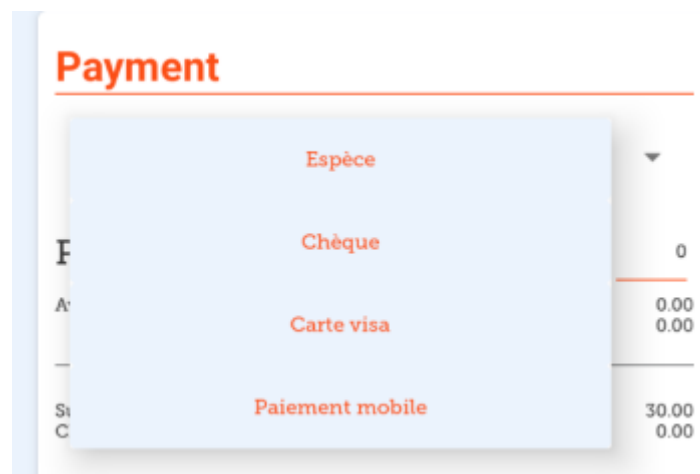 Payment
Espèce
Chèque
0
0.00
Carte visa
0.00
Paiement mobile
30.00
0.00